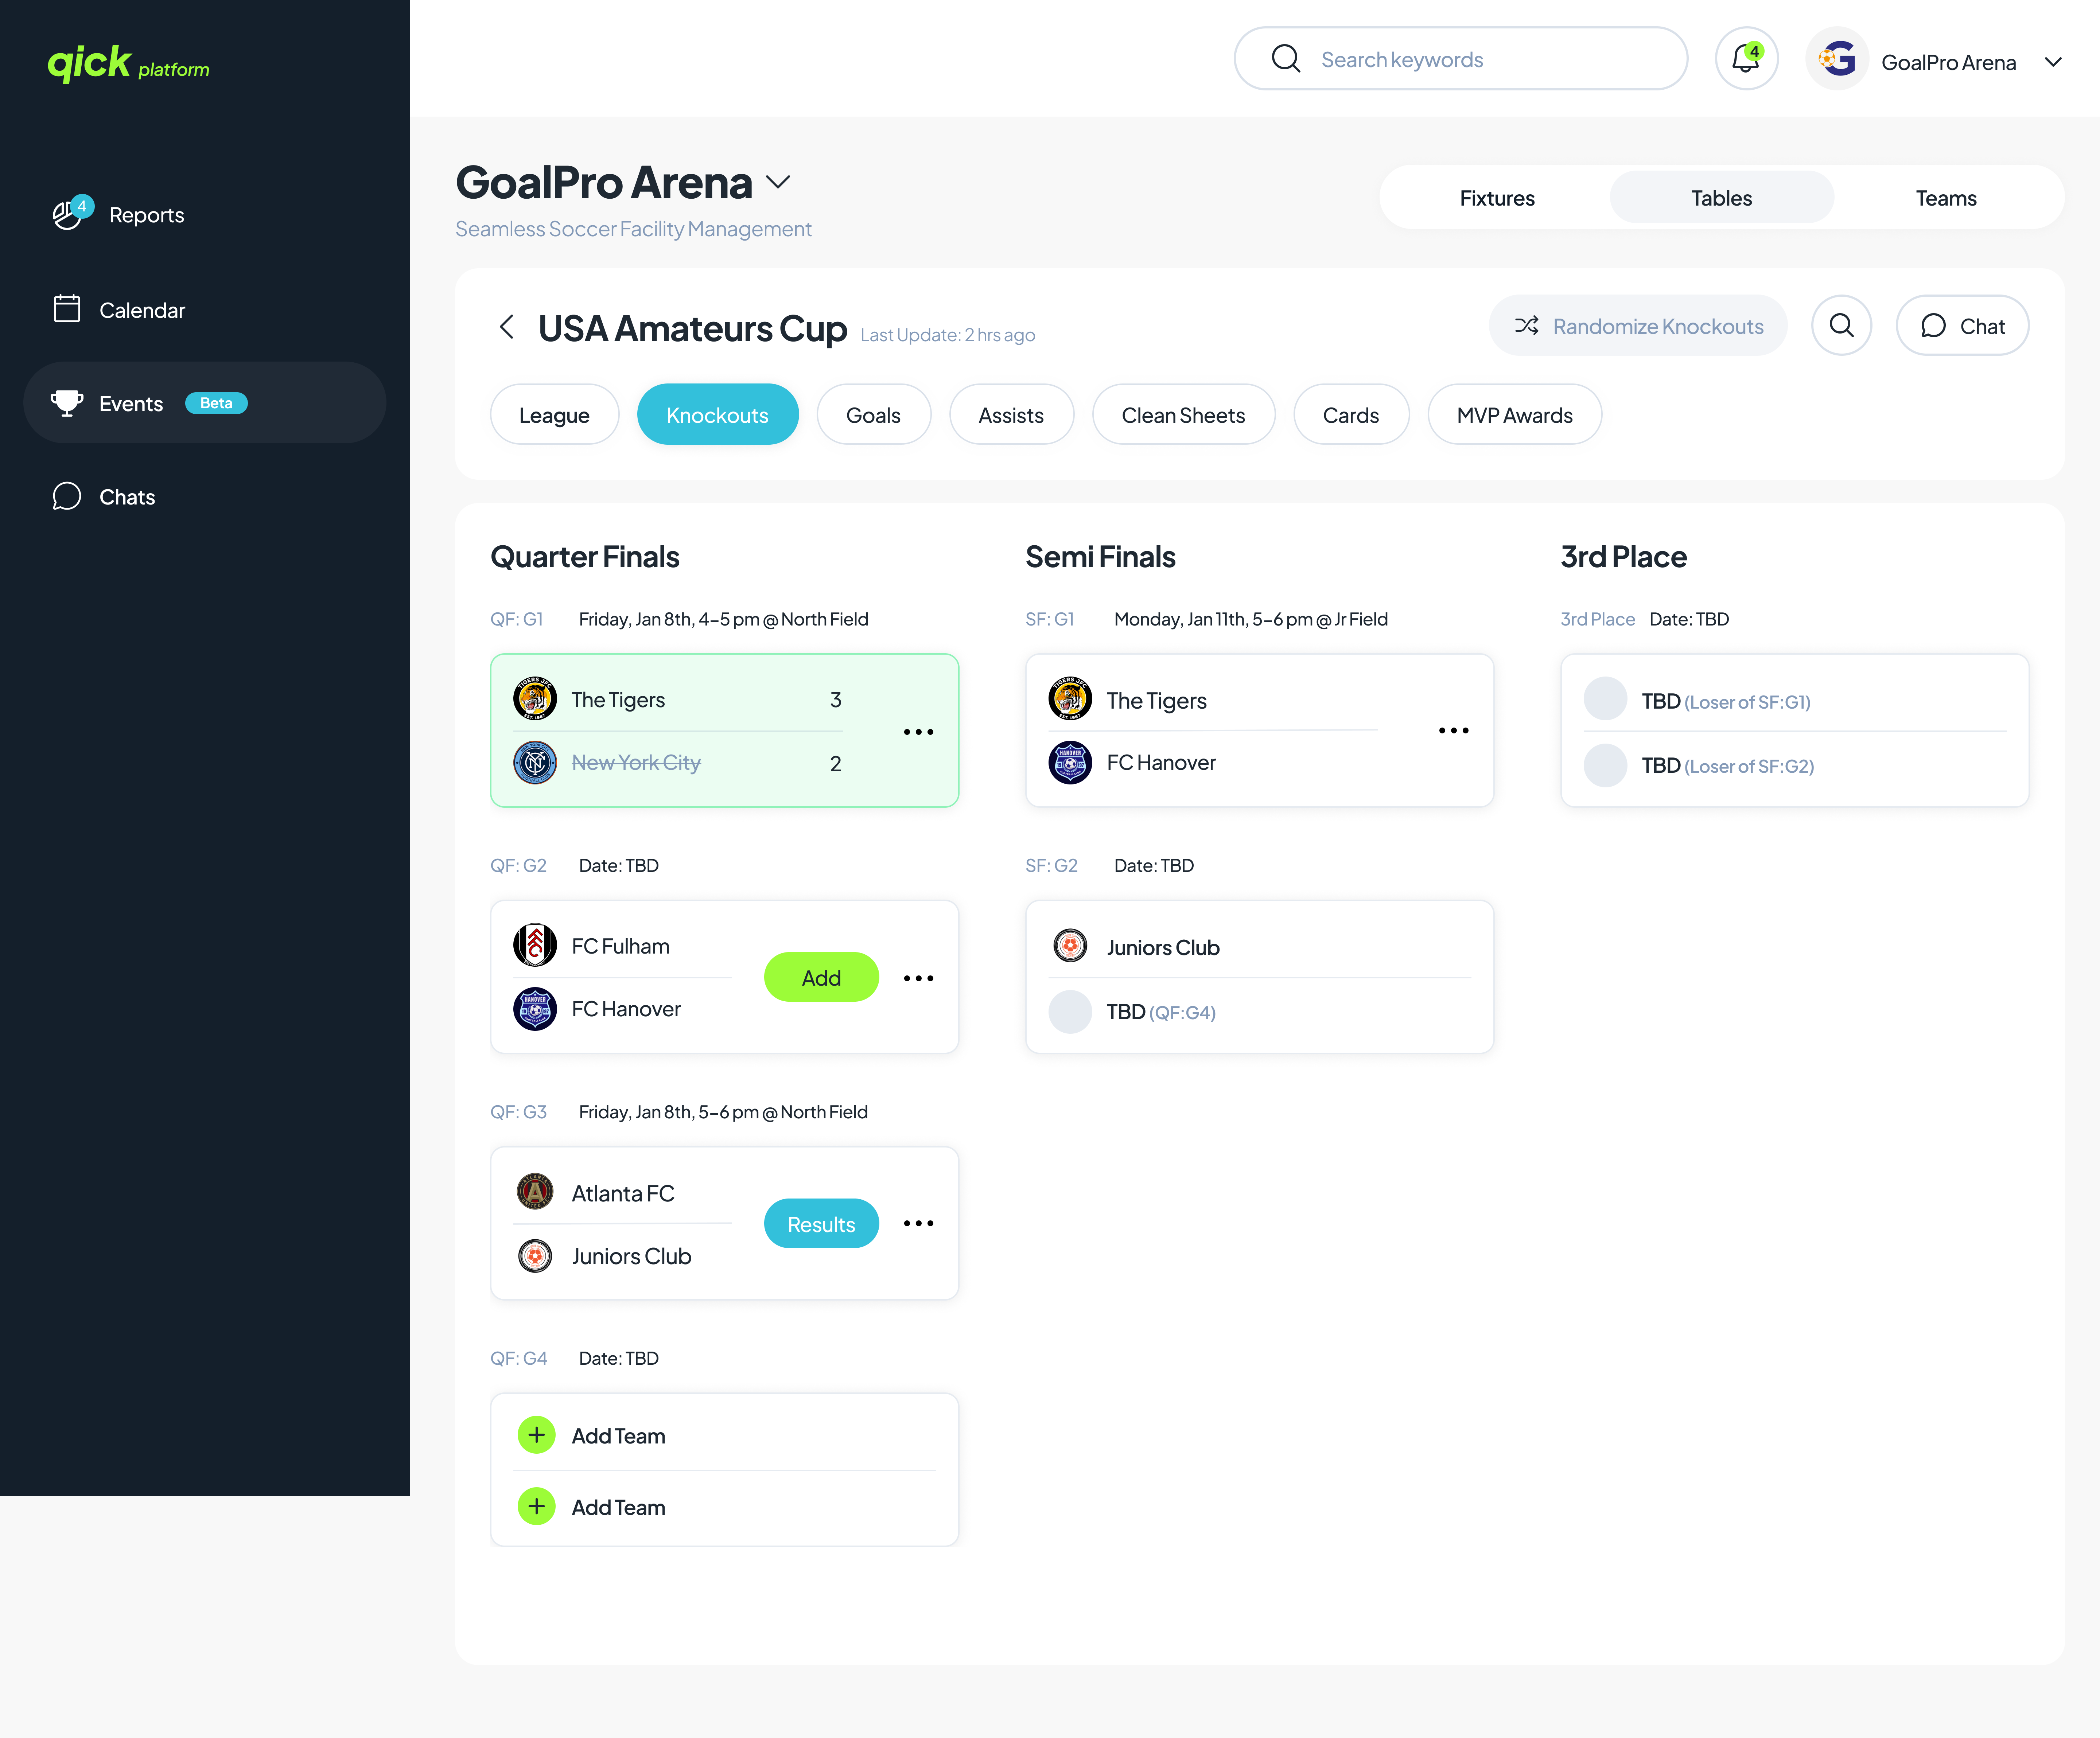 qick platform
Search keywords
4
GoalPro Arena
4
Reports
Calendar
Events
Beta
Chats
GoalPro Arena
Seamless Soccer Facility Management
Fixtures
Tables
Teams
USA Amateurs Cup
Last Update: 2 hrs ago
Randomize Knockouts
Chat
League
Knockouts
Goals
Assists
Clean Sheets
Cards
MVP Awards
Quarter Finals
QF: G1
Friday, Jan 8th, 4–5 pm @ North Field
The Tigers
3
New York City
2
QF: G2
Date: TBD
FC Fulham
FC Hanover
Add
QF: G3
Friday, Jan 8th, 5–6 pm @ North Field
Atlanta FC
Juniors Club
Results
QF: G4
Date: TBD
Add Team
Add Team
Semi Finals
SF: G1
Monday, Jan 11th, 5–6 pm @ Jr Field
The Tigers
FC Hanover
SF: G2
Date: TBD
Juniors Club
TBD (QF:G4)
3rd Place
3rd Place
Date: TBD
TBD (Loser of SF:G1)
TBD (Loser of SF:G2)